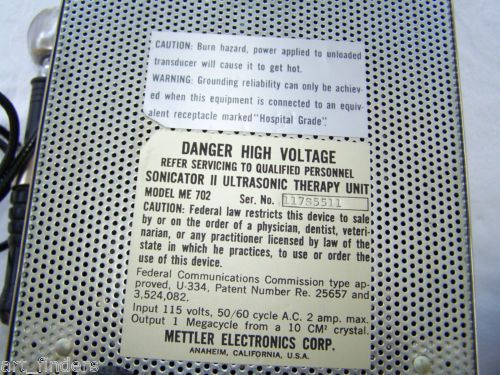 CAUTION: Burn hazard, power applied to unloaded
transducer will cause it to get hot.
WARNING: Grounding reliability can only be achiev-
ed when this equipment is connected to an equiv-
alent receptacle marked "Hospital Grade".
DANGER HIGH VOLTAGE
REFER SERVICING TO QUALIFIED PERSONNEL
SONICATOR II ULTRASONIC THERAPY UNIT
MODEL ME 702 Ser. No. 11785511
CAUTION: Federal law restricts this device to sale
by or on the order of a physician, dentist, veteri-
narian, or any practitioner licensed by law of the
state in which he practices, to use or order the
use of this device.
Federal Communications Commission type ap-
proved, U-334, Patent Number Re. 25657 and
3,524,082.
Input 115 volts, 50/60 cycle A.C. 2 amp. max.
Output 1 Megacycle from a 10 CM² crystal.
METTLER ELECTRONICS CORP.
ANAHEIM, CALIFORNIA, U.S.A.
art_finders